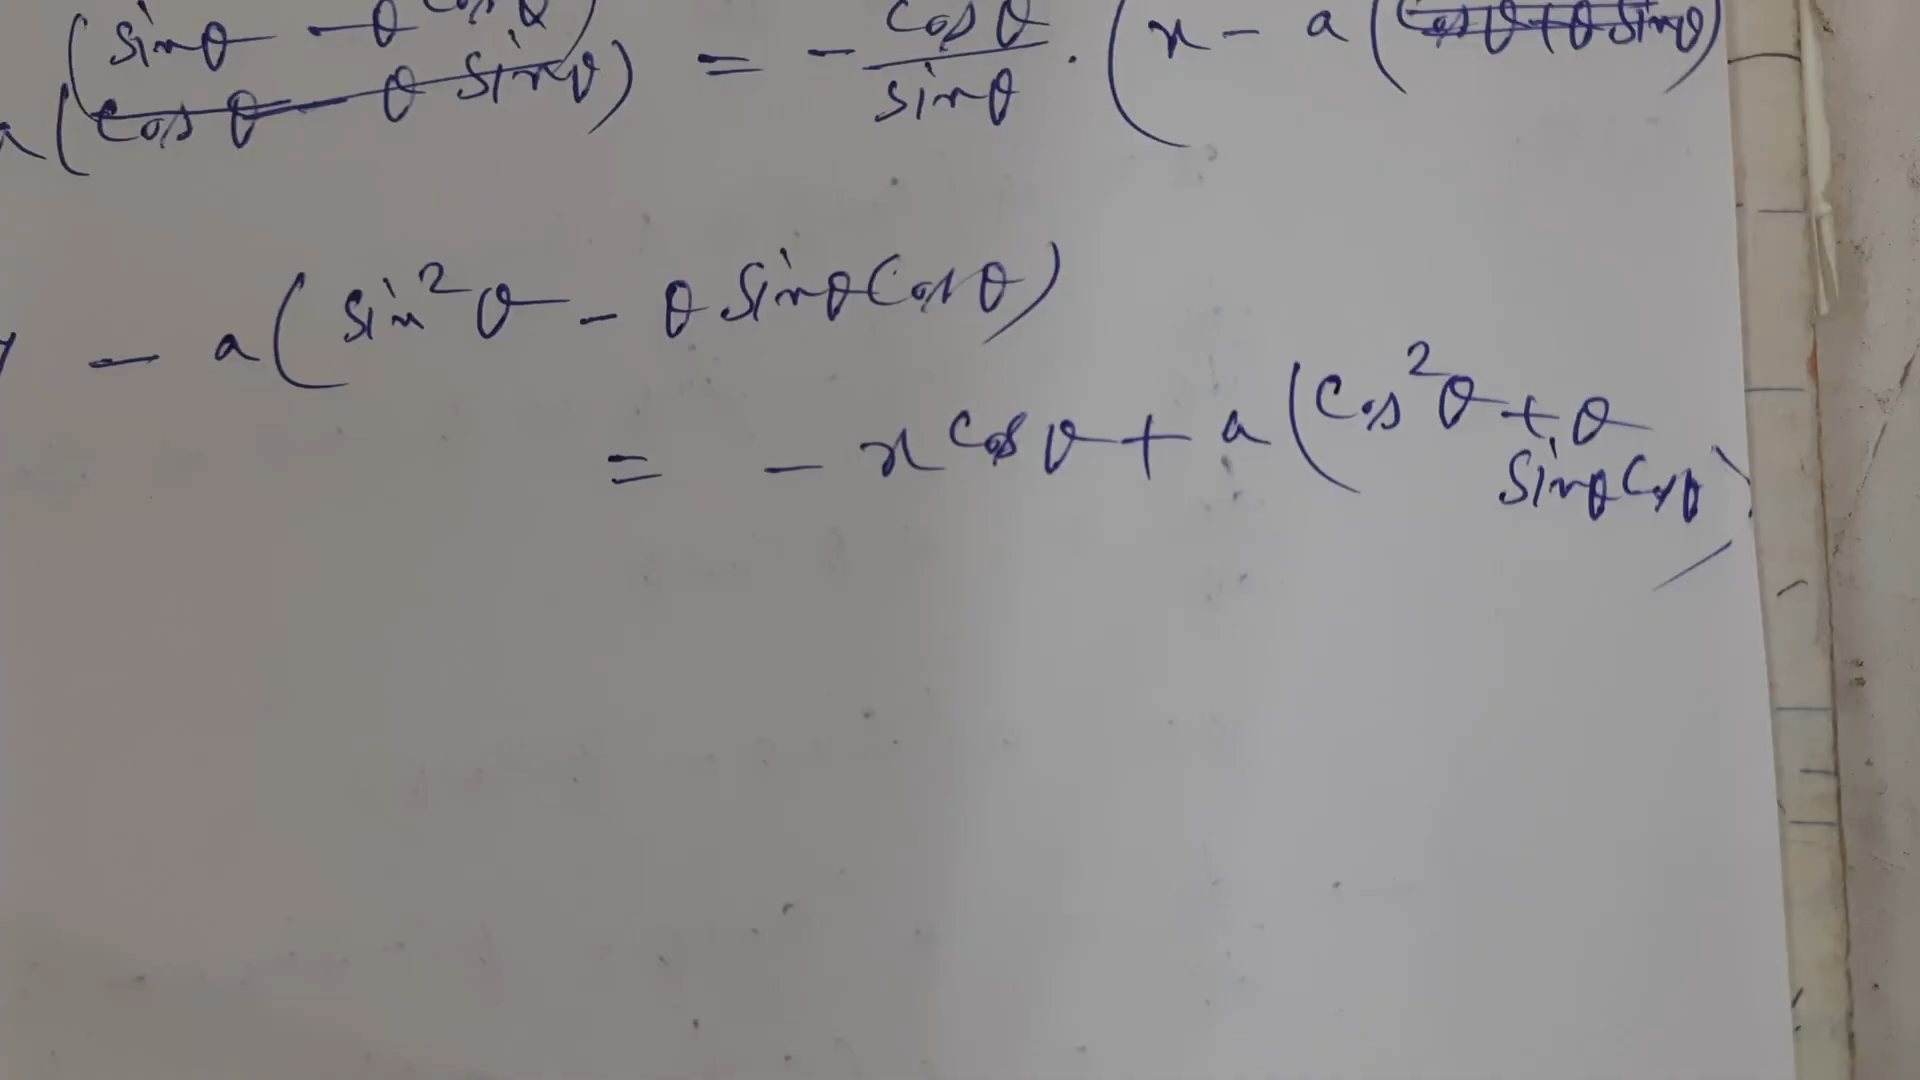 (sinθ - θ cosθ)
a(cosθ - θ sinθ) = - cosθ/sinθ . (x - a(cosθ + θ sinθ)
- a(sin²θ - θ sinθ cosθ)
= - x cosθ + a(cos²θ + θ
sinθ cosθ)